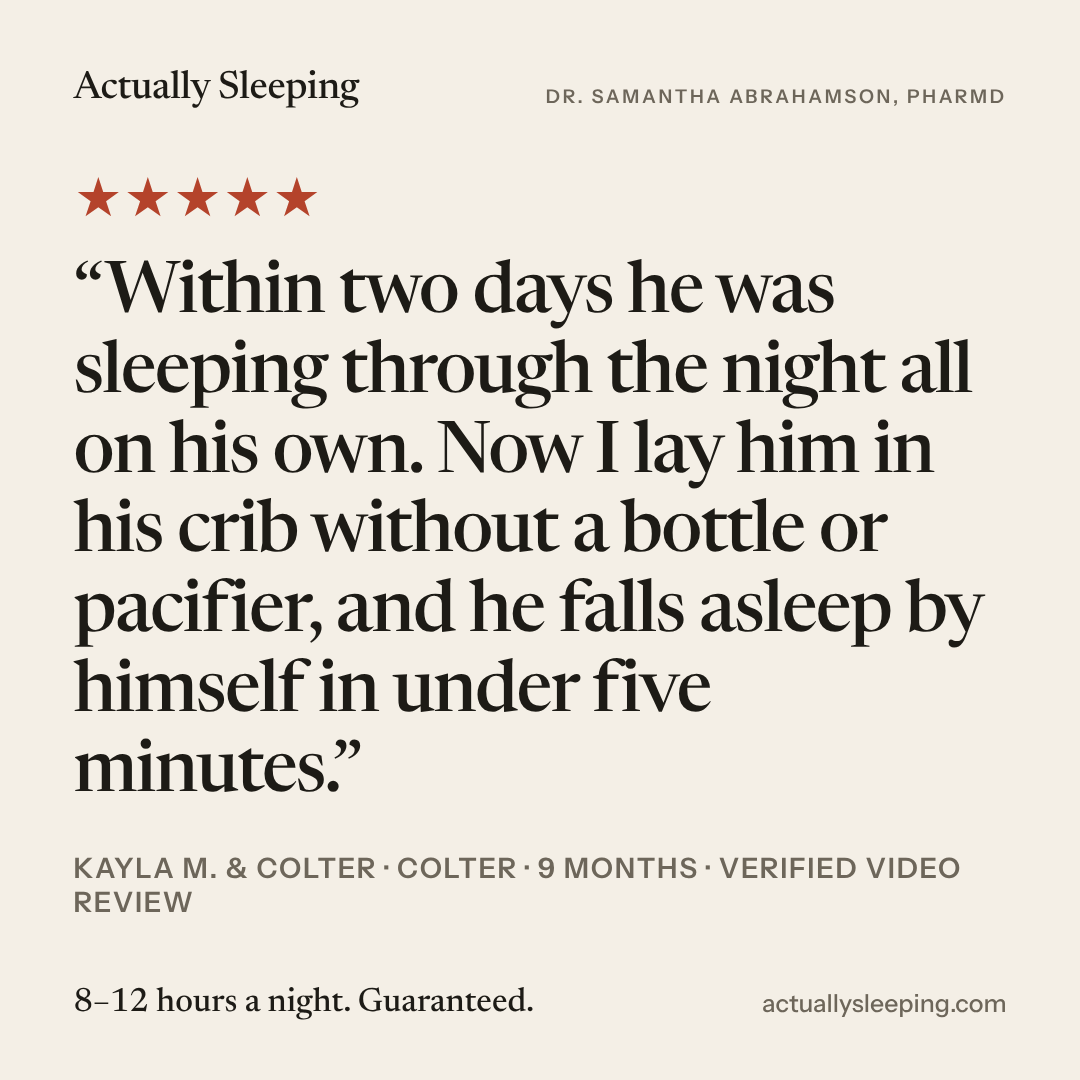 Actually Sleeping
DR. SAMANTHA ABRAHAMSON, PHARMD
★★★★★
“Within two days he was
sleeping through the night all
on his own. Now I lay him in
his crib without a bottle or
pacifier, and he falls asleep by
himself in under five
minutes.”
KAYLA M. & COLTER · COLTER · 9 MONTHS · VERIFIED VIDEO
REVIEW
8–12 hours a night. Guaranteed.
actuallysleeping.com